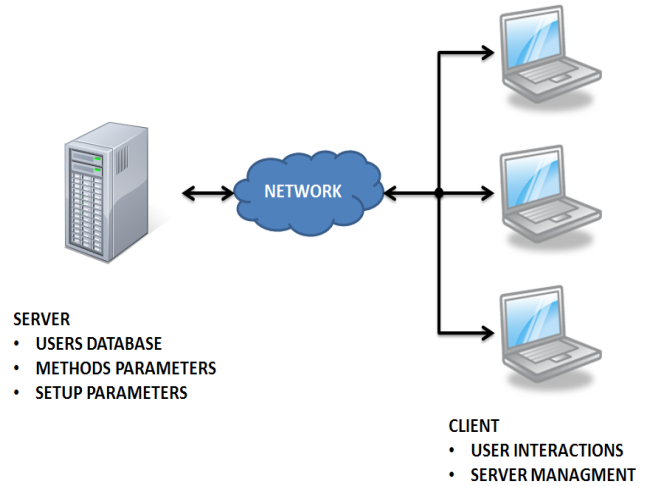 NETWORK
SERVER
• USERS DATABASE
• METHODS PARAMETERS
• SETUP PARAMETERS
CLIENT
• USER INTERACTIONS
• SERVER MANAGMENT